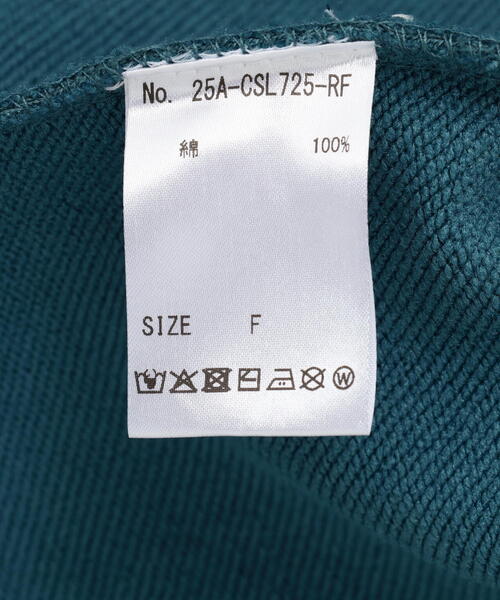 No. 25A-CSL725-RF
綿 100%
SIZE F
W